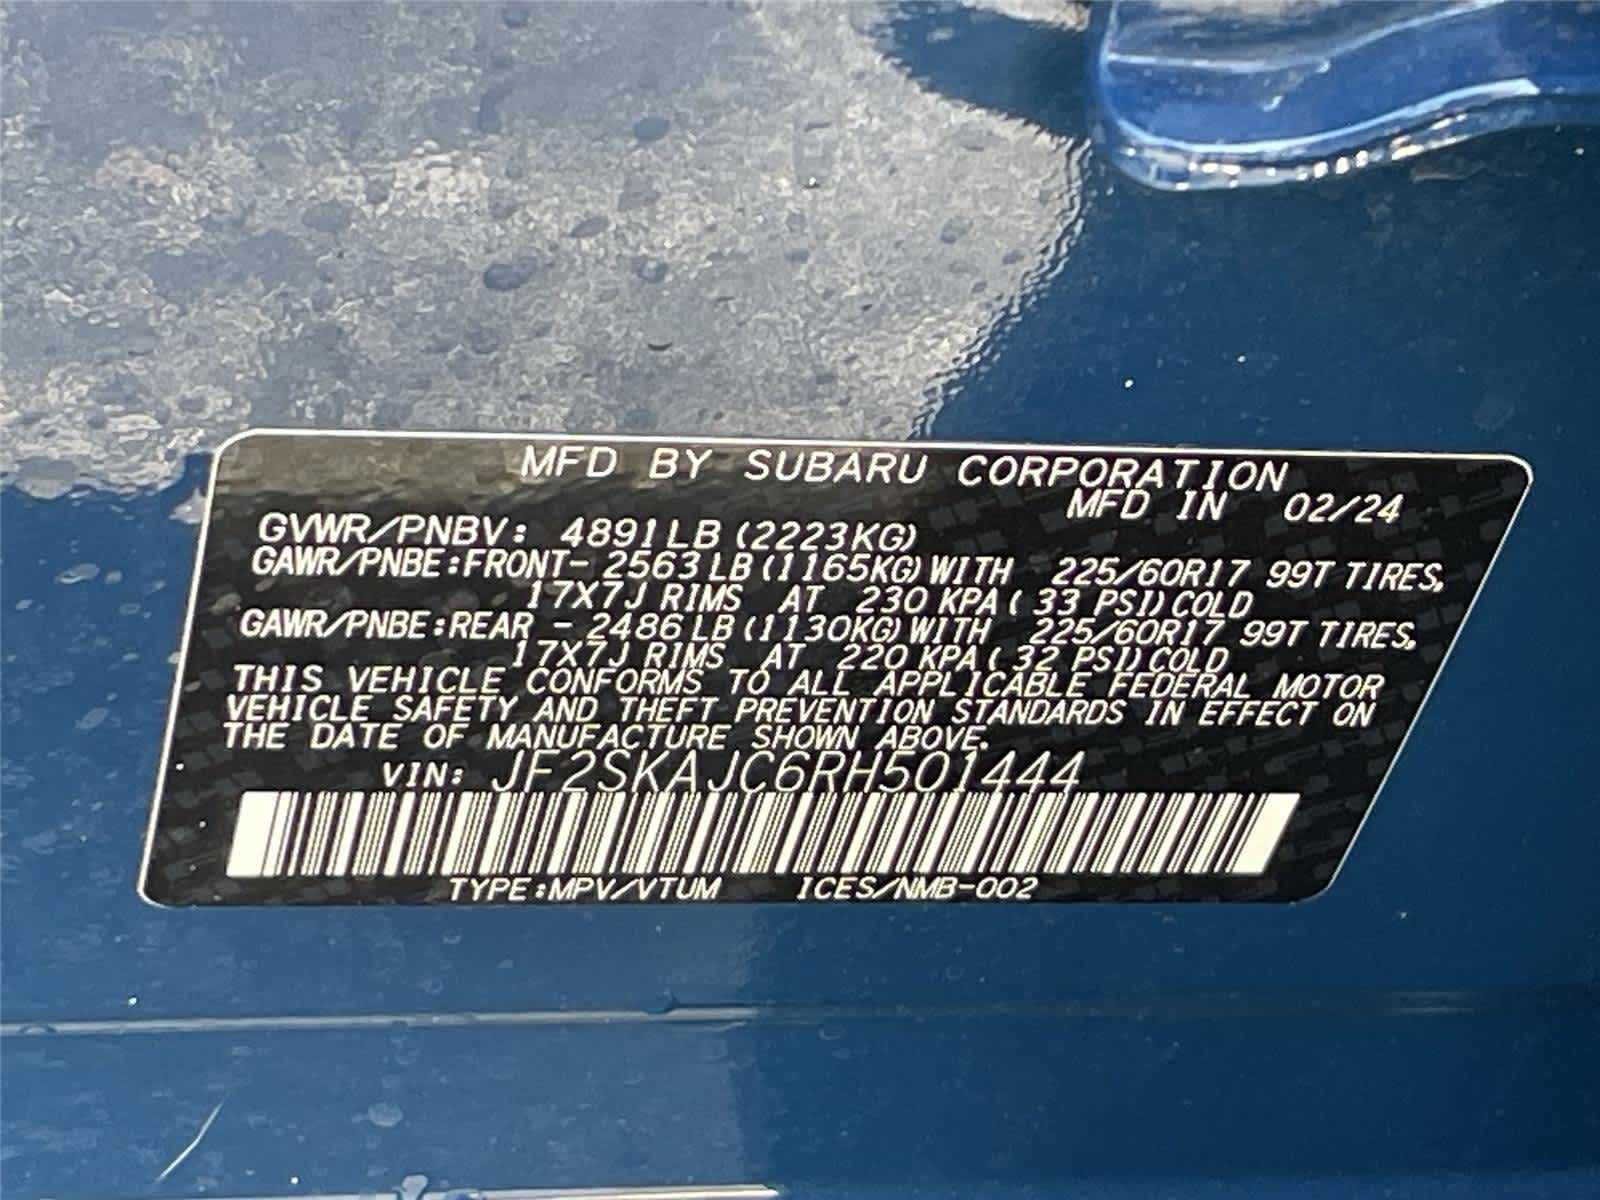 MFD BY SUBARU CORPORATION
MFD IN 02/24
GVWR/PNBV: 4891LB (2223KG)
GAWR/PNBE:FRONT- 2563LB (1165KG) WITH 225/60R17 99T TIRES,
17X7J RIMS AT 230 KPA ( 33 PSI) COLD
GAWR/PNBE:REAR - 2486LB (1130KG) WITH 225/60R17 99T TIRES,
17X7J RIMS AT 220 KPA ( 32 PSI) COLD
THIS VEHICLE CONFORMS TO ALL APPLICABLE FEDERAL MOTOR
VEHICLE SAFETY AND THEFT PREVENTION STANDARDS IN EFFECT ON
THE DATE OF MANUFACTURE SHOWN ABOVE.
VIN: JF2SKAJC6RH501444
TYPE:MPV/VTUM ICES/NMB-002